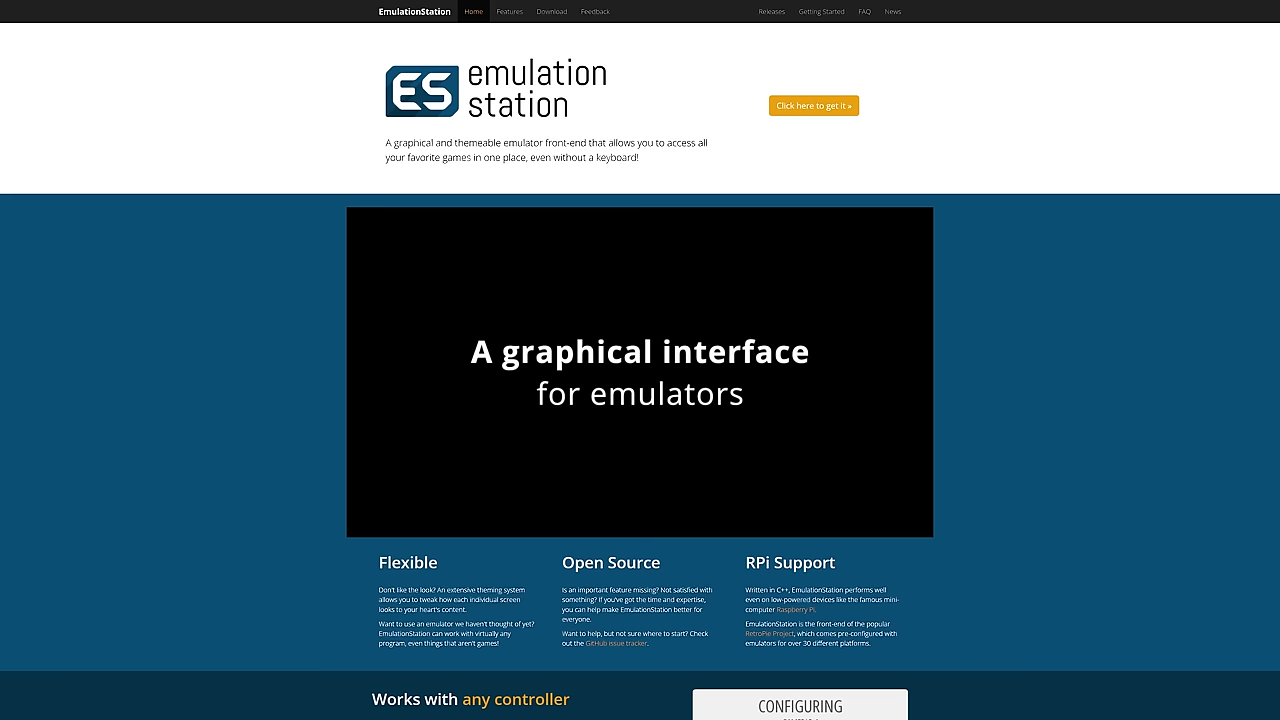 EmulationStation Home Features Download Feedback Releases Getting Started FAQ News
ES emulation
station
Click here to get it »
A graphical and themeable emulator front-end that allows you to access all
your favorite games in one place, even without a keyboard!
A graphical interface
for emulators
Flexible
Don't like the look? An extensive theming system
allows you to tweak how each individual screen
looks to your heart's content.
Want to use an emulator we haven't thought of yet?
EmulationStation can work with virtually any
program, even things that aren't games!
Open Source
Is an important feature missing? Not satisfied with
something? If you've got the time and expertise,
you can help make EmulationStation better for
everyone.
Want to help, but not sure where to start? Check
out the GitHub issue tracker.
RPi Support
Written in C++, EmulationStation performs well
even on low-powered devices like the famous mini-
computer Raspberry Pi.
EmulationStation is the front-end of the popular
RetroPie Project, which comes pre-configured with
emulators for over 30 different platforms.
Works with any controller
CONFIGURING